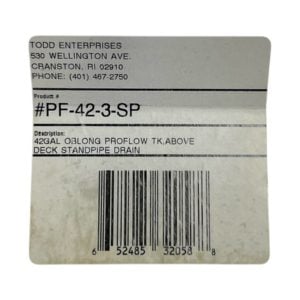 TODD ENTERPRISES
530 WELLINGTON AVE.
CRANSTON, RI 02910
PHONE: (401) 467-2750
Product #
#PF-42-3-SP
Description:
42GAL OBLONG PROFLOW TK,ABOVE
DECK STANDPIPE DRAIN
6 52485 32058 8